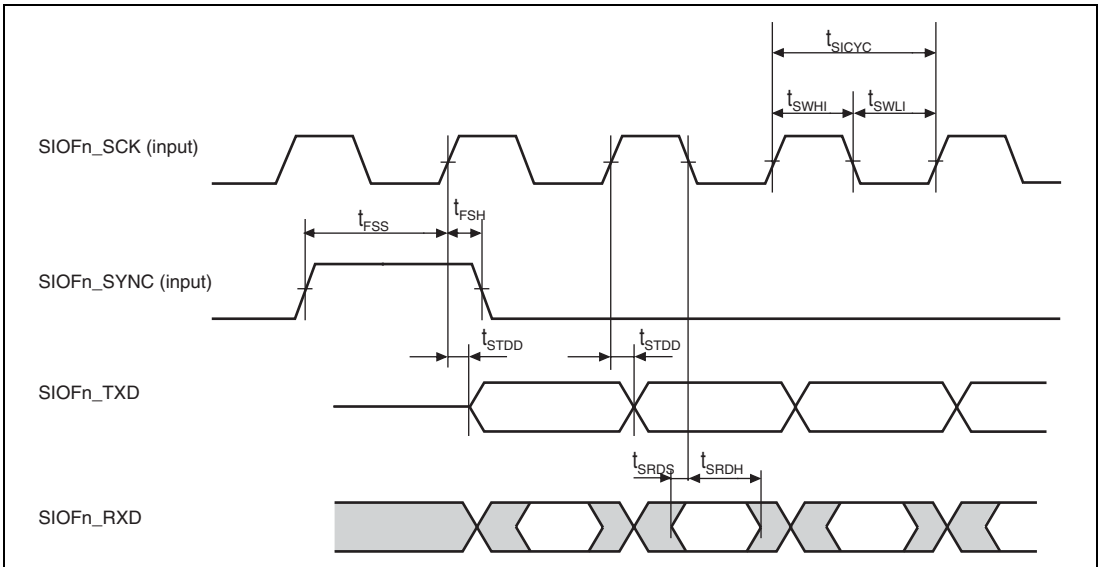 tSICYC
tSWHI tSWLI
SIOFn_SCK (input)
tFSS tFSH
SIOFn_SYNC (input)
tSTDD tSTDD
SIOFn_TXD
tSRDS tSRDH
SIOFn_RXD